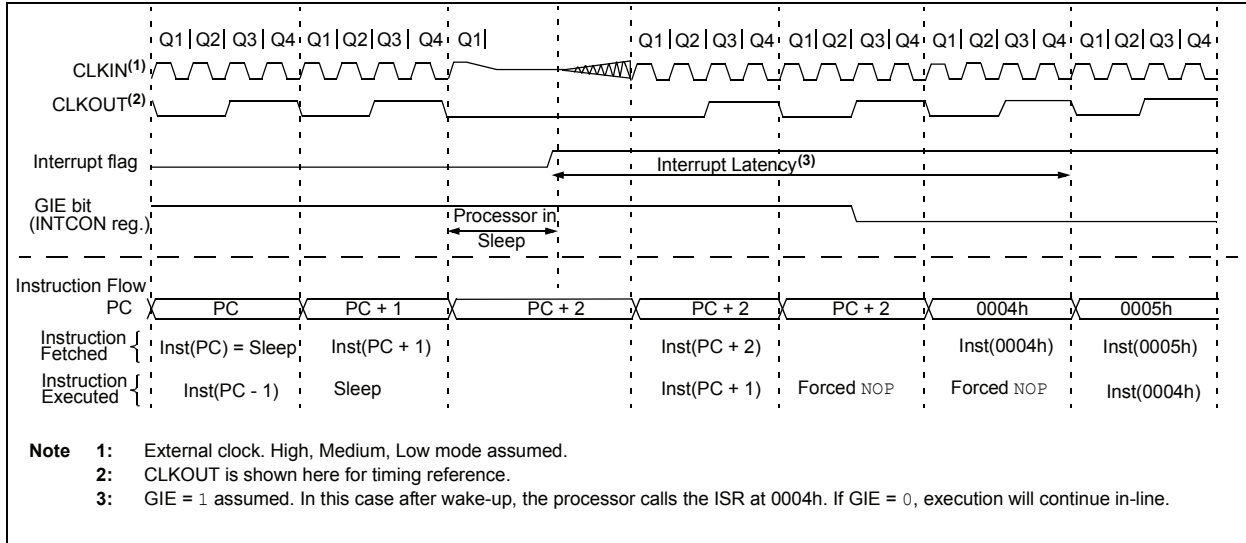 Q1 Q2 Q3 Q4 Q1 Q2 Q3 Q4 Q1 Q1 Q2 Q3 Q4 Q1 Q2 Q3 Q4 Q1 Q2 Q3 Q4 Q1 Q2 Q3 Q4
CLKIN(1)
CLKOUT(2)
Interrupt flag
Interrupt Latency(3)
GIE bit
(INTCON reg.)
Processor in
Sleep
Instruction Flow
PC PC PC + 1 PC + 2 PC + 2 PC + 2 0004h 0005h
Instruction
Fetched
Inst(PC) = Sleep Inst(PC + 1) Inst(PC + 2) Inst(0004h) Inst(0005h)
Instruction
Executed
Inst(PC - 1) Sleep Inst(PC + 1) Forced NOP Forced NOP Inst(0004h)
Note 1: External clock. High, Medium, Low mode assumed.
2: CLKOUT is shown here for timing reference.
3: GIE = 1 assumed. In this case after wake-up, the processor calls the ISR at 0004h. If GIE = 0, execution will continue in-line.